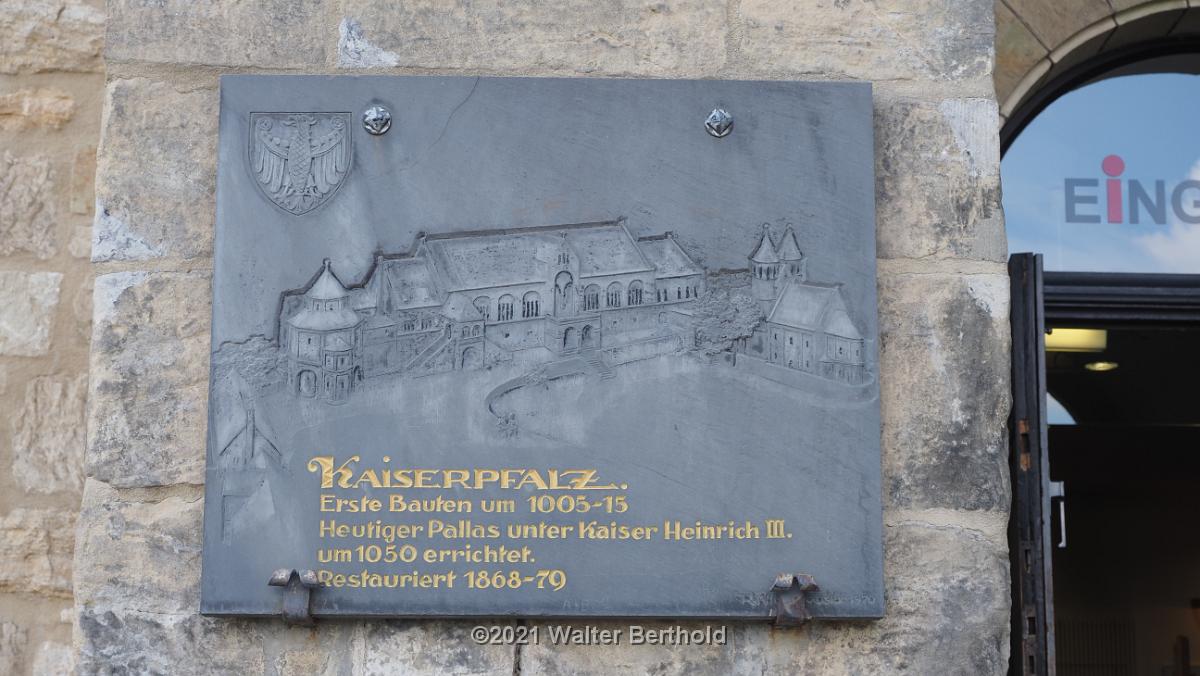 EiNG
KAiSERPFALZ.
Erste Bauten um 1005-15
Heutiger Pallas unter Kaiser Heinrich III.
um 1050 errichtet.
Restauriert 1868-79
©2021 Walter Berthold